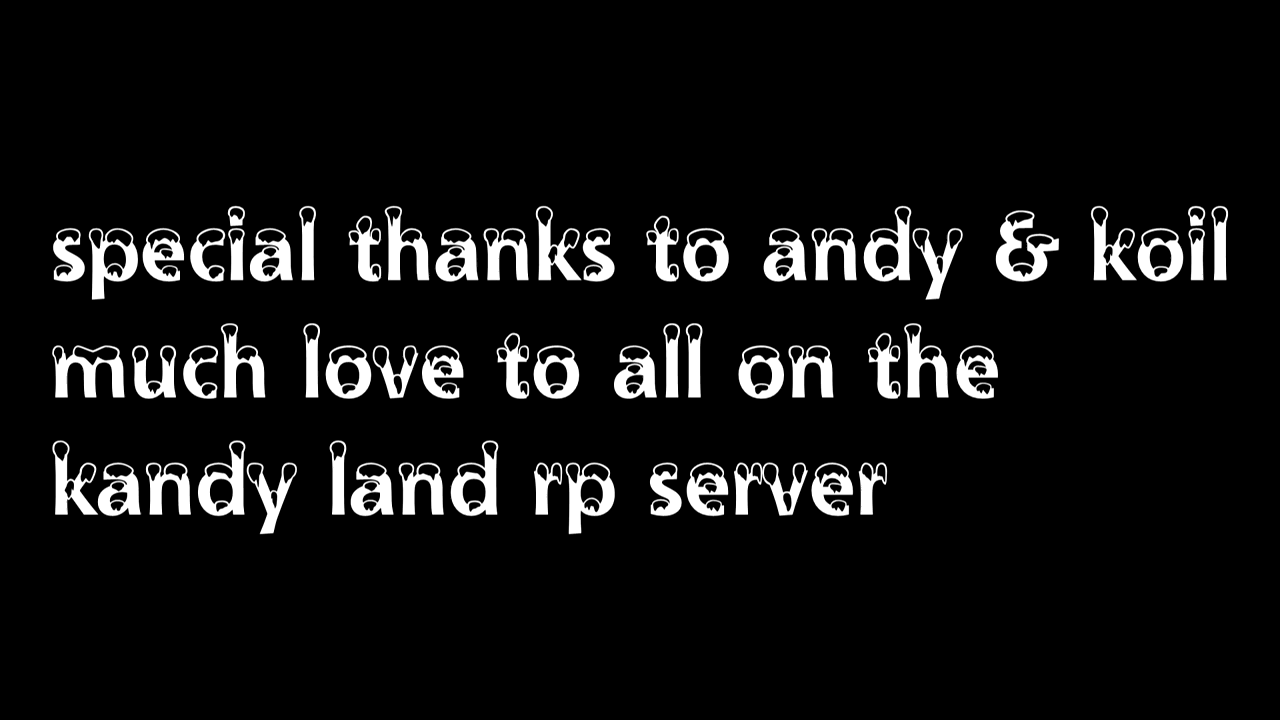 special thanks to andy & koil
much love to all on the
kandy land rp server